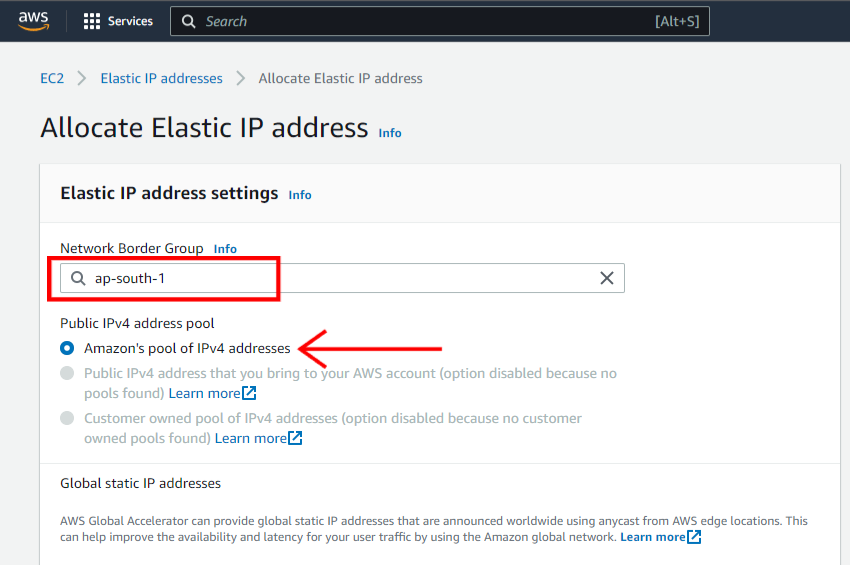 aws Services Search [Alt+S]
EC2 Elastic IP addresses Allocate Elastic IP address
Allocate Elastic IP address Info
Elastic IP address settings Info
Network Border Group Info
ap-south-1
Public IPv4 address pool
Amazon's pool of IPv4 addresses
Public IPv4 address that you bring to your AWS account (option disabled because no
pools found) Learn more
Customer owned pool of IPv4 addresses (option disabled because no customer
owned pools found) Learn more
Global static IP addresses
AWS Global Accelerator can provide global static IP addresses that are announced worldwide using anycast from AWS edge locations. This
can help improve the availability and latency for your user traffic by using the Amazon global network. Learn more